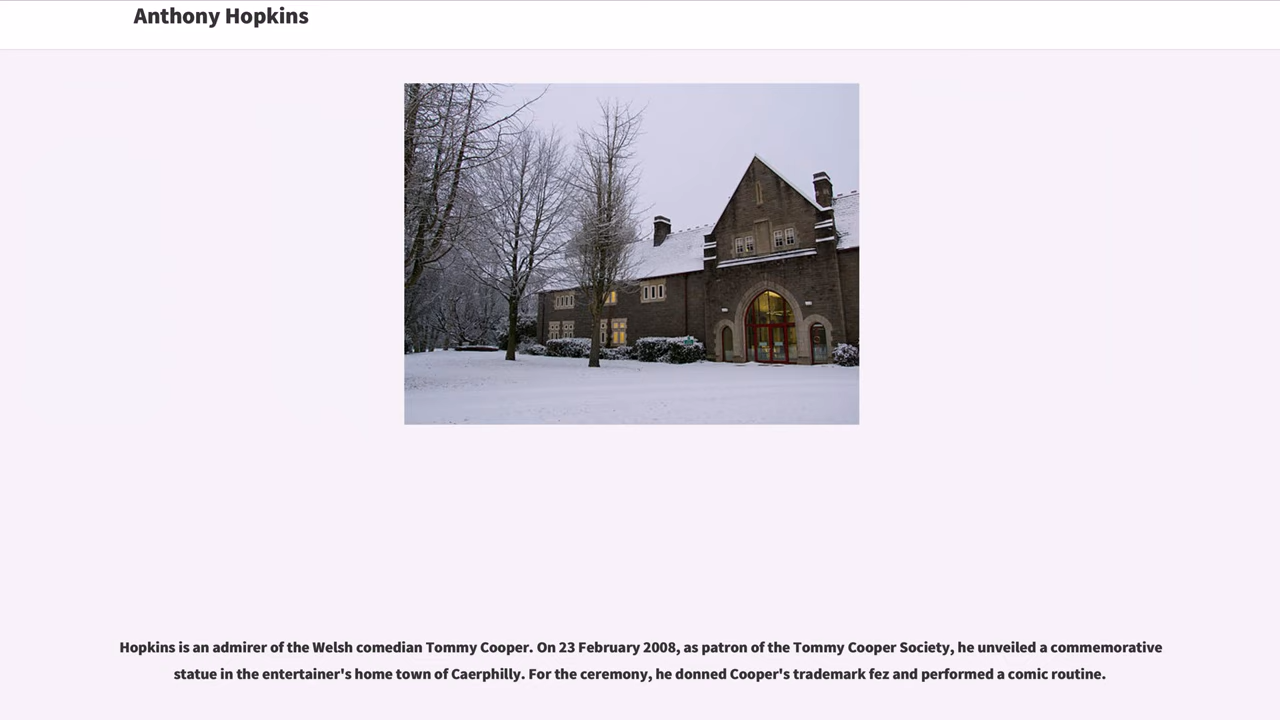 Anthony Hopkins
Hopkins is an admirer of the Welsh comedian Tommy Cooper. On 23 February 2008, as patron of the Tommy Cooper Society, he unveiled a commemorative
statue in the entertainer's home town of Caerphilly. For the ceremony, he donned Cooper's trademark fez and performed a comic routine.